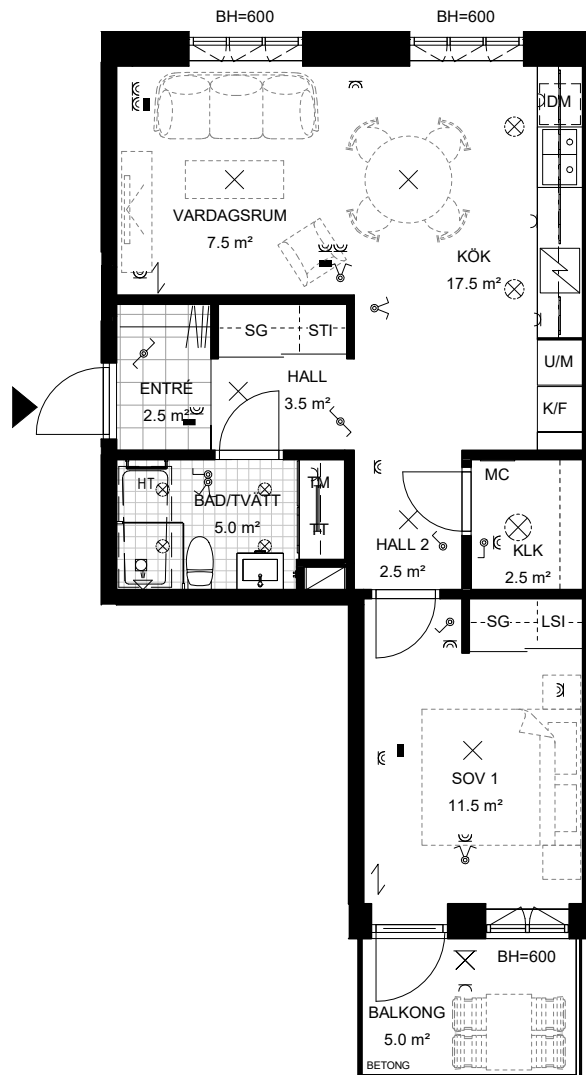 BH=600
BH=600
DM
VARDAGSRUM
7.5 m²
KÖK
17.5 m²
SG
STI
U/M
ENTRÉ
2.5 m²
HALL
3.5 m²
K/F
HT
BAD/TVÄTT
5.0 m²
TM
TT
MC
HALL 2
2.5 m²
KLK
2.5 m²
SG
LSI
SOV 1
11.5 m²
BH=600
BALKONG
5.0 m²
BETONG